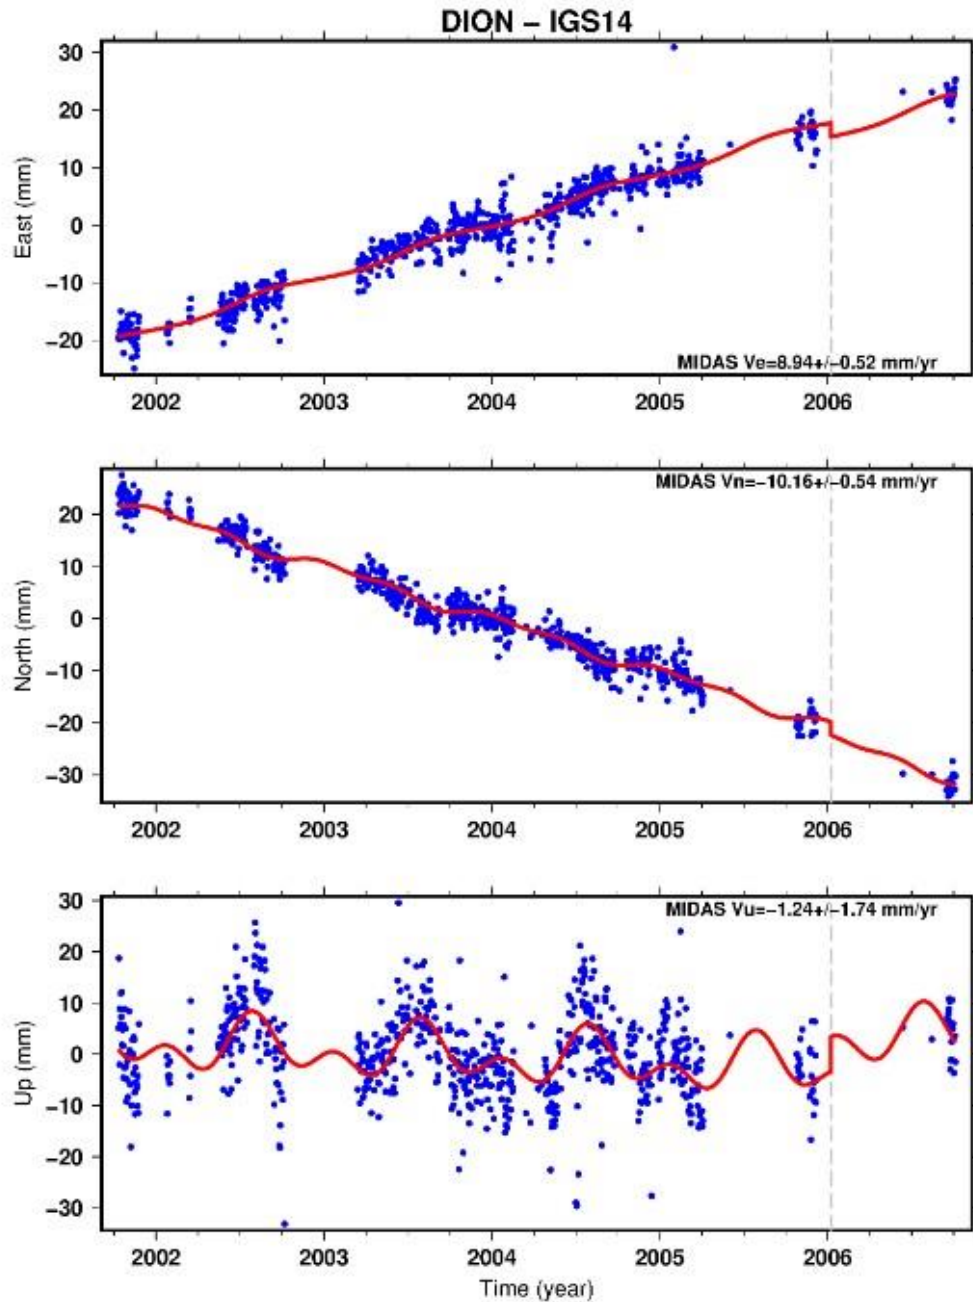 DION – IGS14
30
20
10
0
−10
−20
East (mm)
MIDAS Ve=8.94+/−0.52 mm/yr
2002 2003 2004 2005 2006
MIDAS Vn=−10.16+/−0.54 mm/yr
20
10
0
−10
−20
−30
North (mm)
2002 2003 2004 2005 2006
30
MIDAS Vu=−1.24+/−1.74 mm/yr
20
10
0
−10
−20
−30
Up (mm)
2002 2003 2004 2005 2006
Time (year)